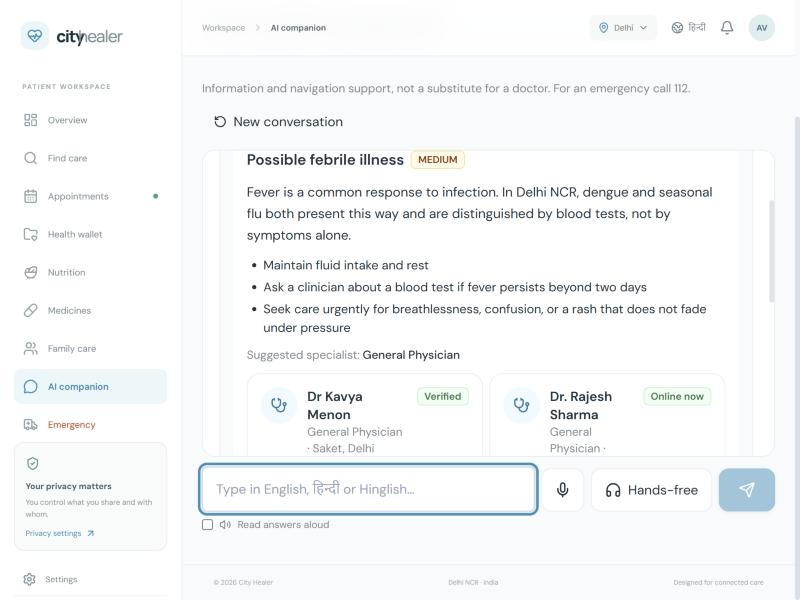 cityhealer
Workspace > AI companion
Delhi
हिन्दी
AV
PATIENT WORKSPACE
Overview
Find care
Appointments
Health wallet
Nutrition
Medicines
Family care
AI companion
Emergency
Your privacy matters
You control what you share and with
whom.
Privacy settings
Settings
Information and navigation support, not a substitute for a doctor. For an emergency call 112.
New conversation
Possible febrile illness MEDIUM
Fever is a common response to infection. In Delhi NCR, dengue and seasonal
flu both present this way and are distinguished by blood tests, not by
symptoms alone.
• Maintain fluid intake and rest
• Ask a clinician about a blood test if fever persists beyond two days
• Seek care urgently for breathlessness, confusion, or a rash that does not fade
under pressure
Suggested specialist: General Physician
Dr Kavya
Menon
Verified
General Physician
· Saket, Delhi
Dr. Rajesh
Sharma
Online now
General
Physician ·
Type in English, हिन्दी or Hinglish...
Hands-free
Read answers aloud
© 2026 City Healer
Delhi NCR · India
Designed for connected care